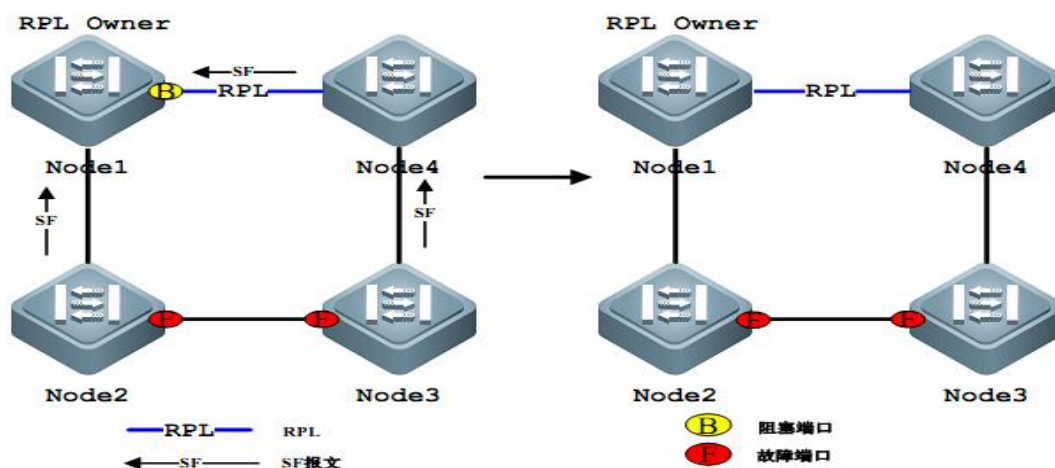 RPL Owner
RPL Owner
SF
B
RPL
RPL
Node1
Node4
Node1
Node4
SF
SF
F
F
F
F
Node2
Node3
Node2
Node3
RPL
RPL
B
阻塞端口
SF
SF报文
F
故障端口